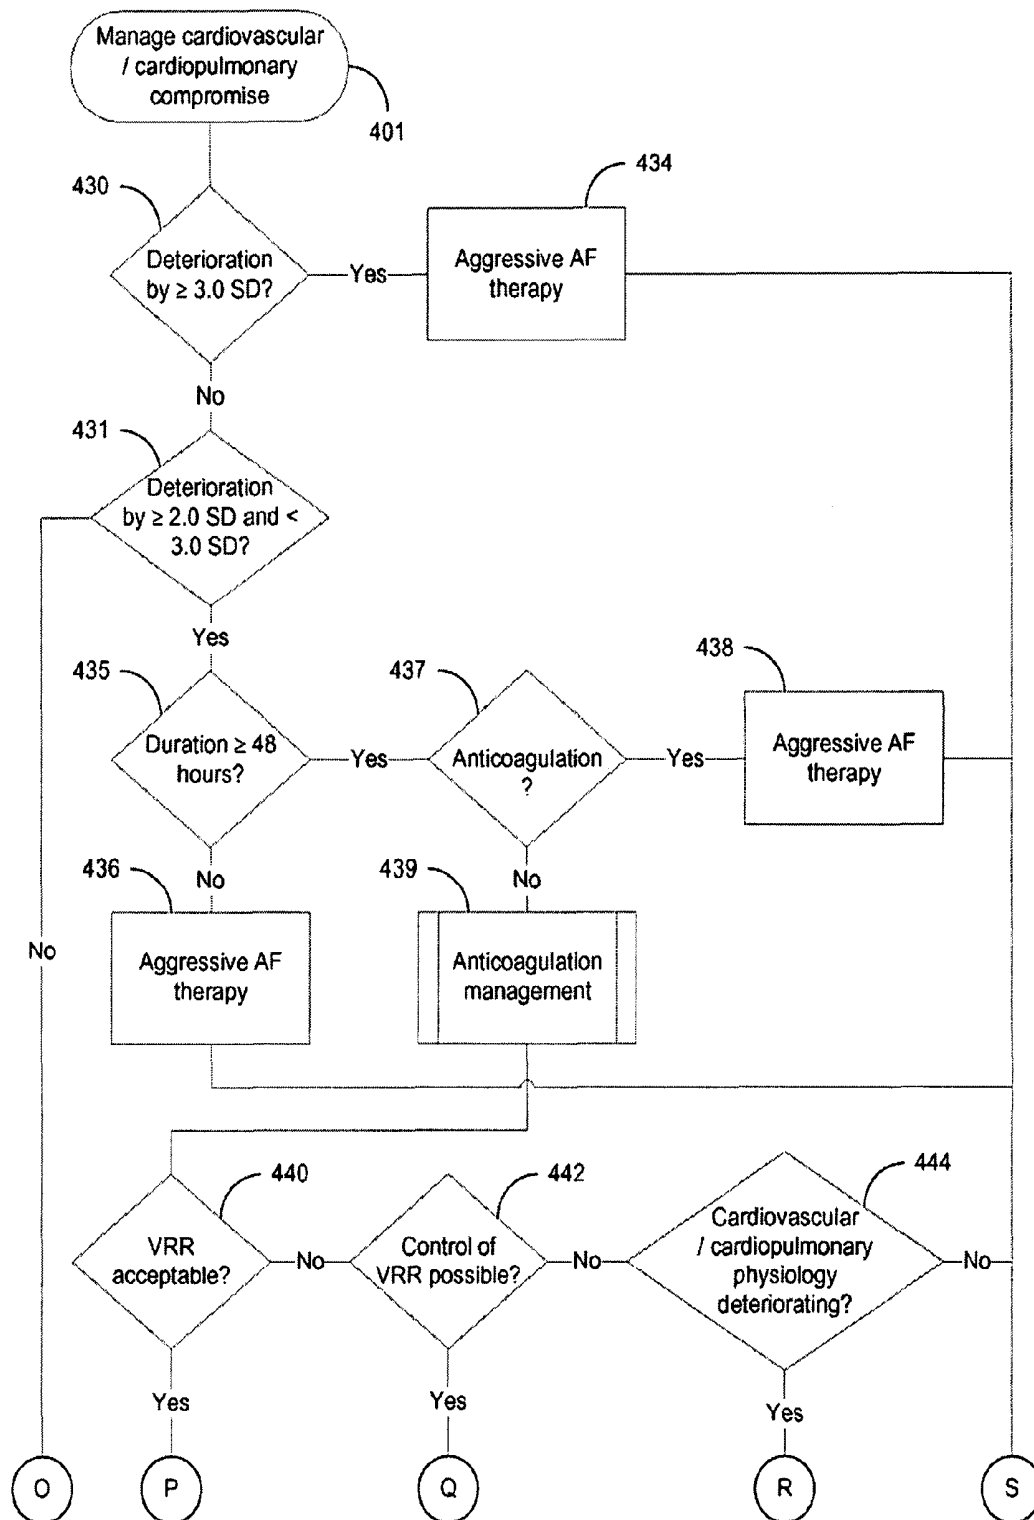 Manage cardiovascular
/ cardiopulmonary
compromise
401
430
434
Deterioration
by ≥ 3.0 SD?
Yes
Aggressive AF
therapy
No
431
Deterioration
by ≥ 2.0 SD and <
3.0 SD?
Yes
435
437
438
Duration ≥ 48
hours?
Yes
Anticoagulation
?
Yes
Aggressive AF
therapy
436
No
439
No
No
Aggressive AF
therapy
Anticoagulation
management
440
442
444
VRR
acceptable?
No
Control of
VRR possible?
No
Cardiovascular
/ cardiopulmonary
physiology
deteriorating?
No
Yes
Yes
Yes
O
P
Q
R
S